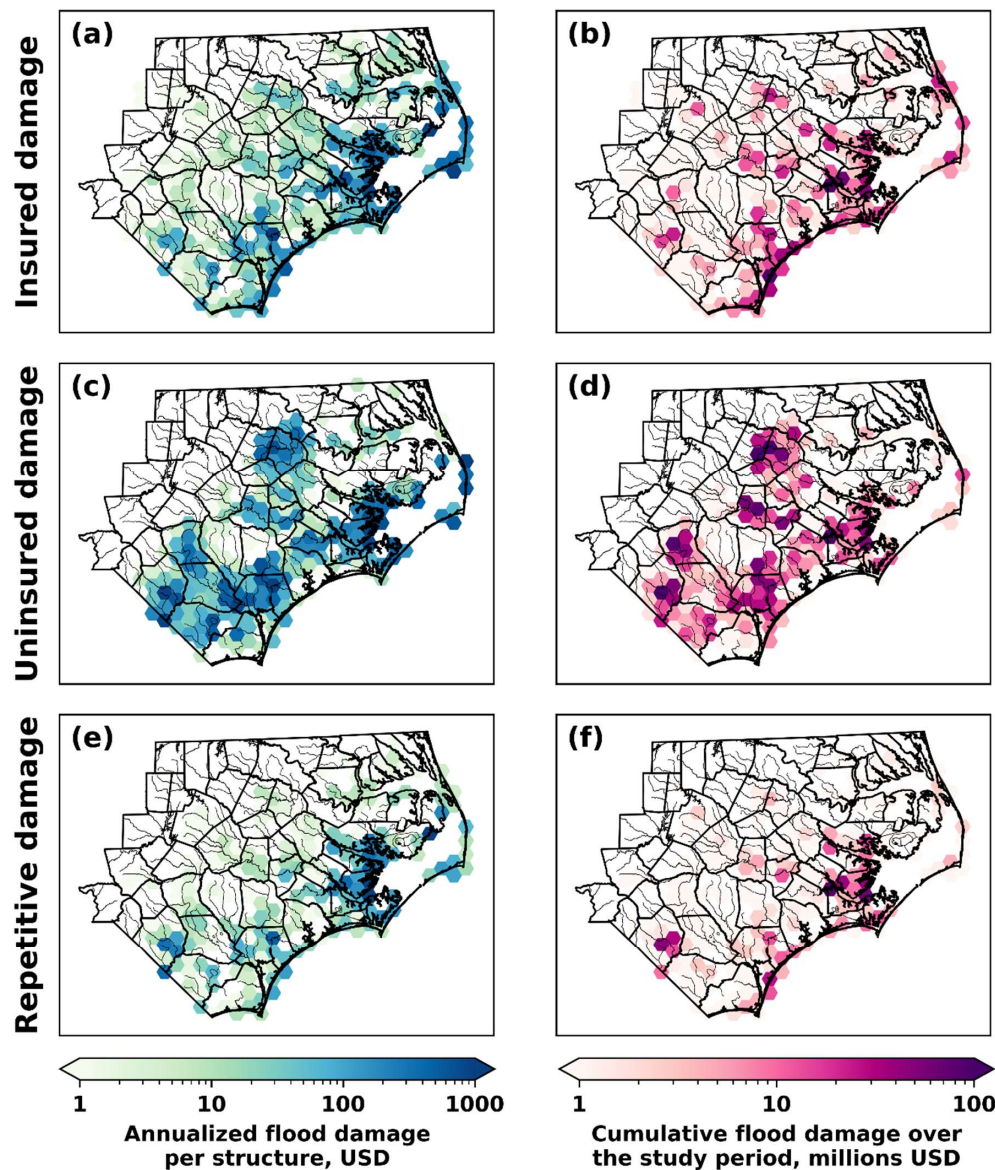 Insured damage
(a)
(b)
Uninsured damage
(c)
(d)
Repetitive damage
(e)
(f)
1 10 100 1000
Annualized flood damage
per structure, USD
1 10 100
Cumulative flood damage over
the study period, millions USD